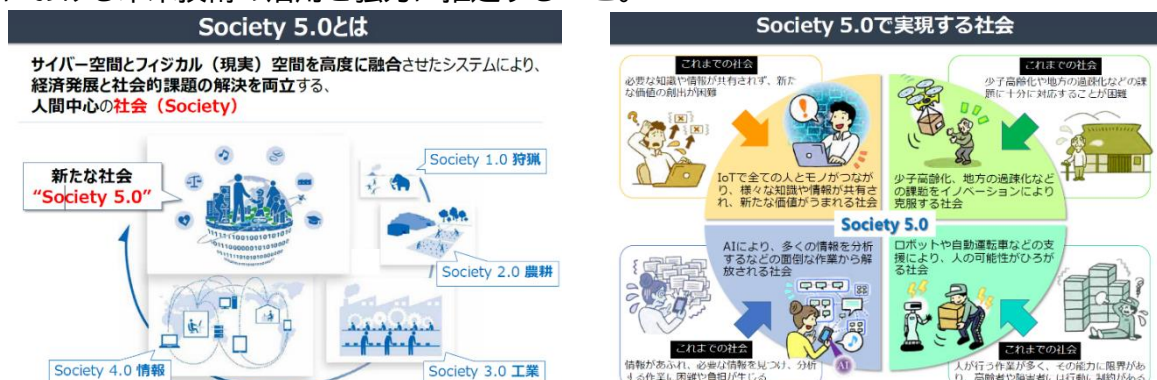 Society 5.0とは
サイバー空間とフィジカル(現実)空間を高度に融合させたシステムにより、
経済発展と社会的課題の解決を両立する、
人間中心の社会(Society)
新たな社会
“Society 5.0”
Society 1.0 狩猟
Society 2.0 農耕
Society 3.0 工業
Society 4.0 情報
Society 5.0で実現する社会
これまでの社会
必要な知識や情報が共有されず、新た
な価値の創出が困難
これまでの社会
少子高齢化や地方の過疎化などの課
題に十分に対応することが困難
IoTで全ての人とモノがつなが
り、様々な知識や情報が共有さ
れ、新たな価値がうまれる社会
少子高齢化、地方の過疎化など
の課題をイノベーションにより
克服する社会
Society 5.0
AIにより、多くの情報を分析
するなどの面倒な作業から解
放される社会
ロボットや自動運転車などの支
援により、人の可能性がひろが
る社会
AI
これまでの社会
情報があふれ、必要な情報を見つけ、分析
する作業に困難や負担が生じる
これまでの社会
人が行う作業が多く、その能力に限界があ
り、高齢者や障害者には行動に制約がある